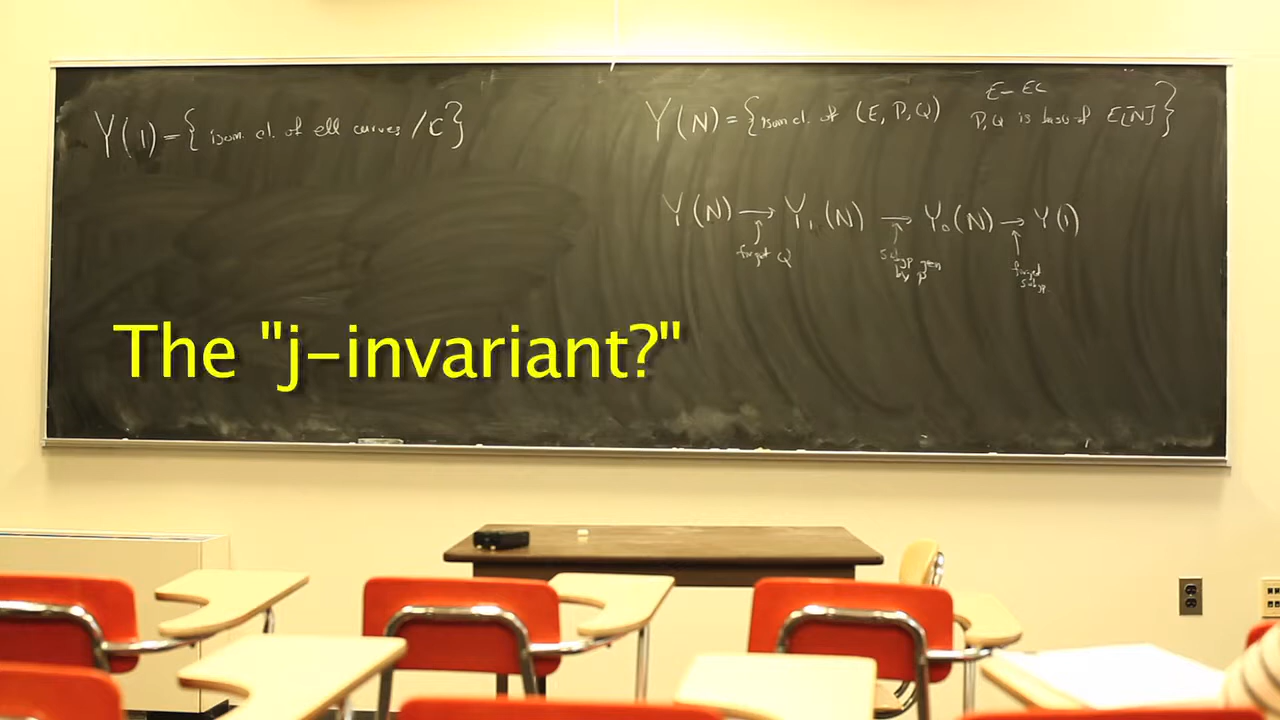 Y(1) = { isom. cl. of ell curves /C }
E = EC
Y(N) = { isom cl. of (E, P, Q) P,Q is basis of E[N] }
Y(N) → Y₁(N) → Y₀(N) → Y(1)
forget Q
subgp gen by P
forget subgp.
The "j-invariant?"